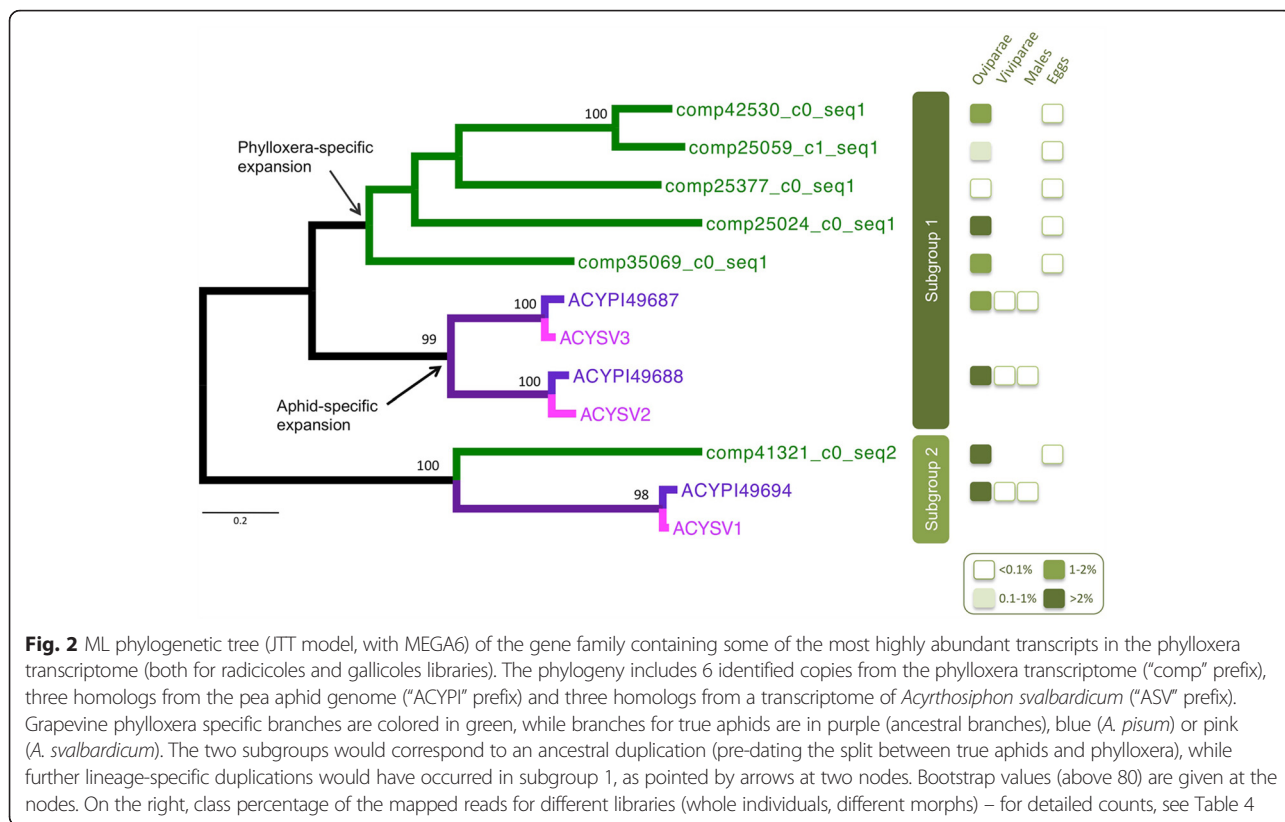 Oviparae
Viviparae
Males
Eggs
100
comp42530_c0_seq1
Phylloxera-specific
expansion
comp25059_c1_seq1
comp25377_c0_seq1
comp25024_c0_seq1
comp35069_c0_seq1
Subgroup 1
100
ACYPI49687
ACYSV3
99
100
ACYPI49688
Aphid-specific
expansion
ACYSV2
100
comp41321_c0_seq2
Subgroup 2
98
ACYPI49694
ACYSV1
0.2
<0.1%
1-2%
0.1-1%
>2%
Fig. 2 ML phylogenetic tree (JTT model, with MEGA6) of the gene family containing some of the most highly abundant transcripts in the phylloxera
transcriptome (both for radicicoles and gallicoles libraries). The phylogeny includes 6 identified copies from the phylloxera transcriptome (“comp” prefix),
three homologs from the pea aphid genome (“ACYPI” prefix) and three homologs from a transcriptome of Acyrthosiphon svalbardicum (“ASV” prefix).
Grapevine phylloxera specific branches are colored in green, while branches for true aphids are in purple (ancestral branches), blue (A. pisum) or pink
(A. svalbardicum). The two subgroups would correspond to an ancestral duplication (pre-dating the split between true aphids and phylloxera), while
further lineage-specific duplications would have occurred in subgroup 1, as pointed by arrows at two nodes. Bootstrap values (above 80) are given at the
nodes. On the right, class percentage of the mapped reads for different libraries (whole individuals, different morphs) – for detailed counts, see Table 4